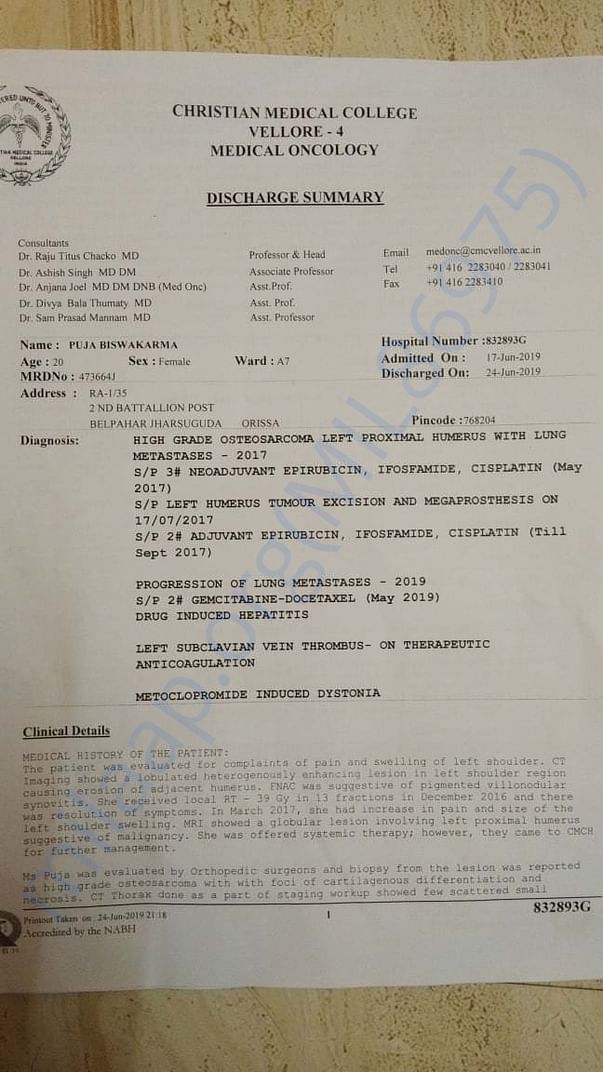 CHRISTIAN MEDICAL COLLEGE
VELLORE - 4
MEDICAL ONCOLOGY
DISCHARGE SUMMARY
Consultants
Dr. Raju Titus Chacko MD Professor & Head Email medonc@cmcvellore.ac.in
Dr. Ashish Singh MD DM Associate Professor Tel +91 416 2283040 / 2283041
Dr. Anjana Joel MD DM DNB (Med Onc) Asst.Prof. Fax +91 416 2283410
Dr. Divya Bala Thumaty MD Asst. Prof.
Dr. Sam Prasad Mannam MD Asst. Professor
Name : PUJA BISWAKARMA Hospital Number :832893G
Age : 20 Sex : Female Ward : A7 Admitted On : 17-Jun-2019
MRDNo : 473664J Discharged On: 24-Jun-2019
Address : RA-1/35
2 ND BATTALLION POST
BELPAHAR JHARSUGUDA ORISSA Pincode :768204
Diagnosis: HIGH GRADE OSTEOSARCOMA LEFT PROXIMAL HUMERUS WITH LUNG
METASTASES - 2017
S/P 3# NEOADJUVANT EPIRUBICIN, IFOSFAMIDE, CISPLATIN (May
2017)
S/P LEFT HUMERUS TUMOUR EXCISION AND MEGAPROSTHESIS ON
17/07/2017
S/P 2# ADJUVANT EPIRUBICIN, IFOSFAMIDE, CISPLATIN (Till
Sept 2017)
PROGRESSION OF LUNG METASTASES - 2019
S/P 2# GEMCITABINE-DOCETAXEL (May 2019)
DRUG INDUCED HEPATITIS
LEFT SUBCLAVIAN VEIN THROMBUS- ON THERAPEUTIC
ANTICOAGULATION
METOCLOPROMIDE INDUCED DYSTONIA
Clinical Details
MEDICAL HISTORY OF THE PATIENT:
The patient was evaluated for complaints of pain and swelling of left shoulder. CT
Imaging showed a lobulated heterogenously enhancing lesion in left shoulder region
causing erosion of adjacent humerus. FNAC was suggestive of pigmented villonodular
synovitis. She received local RT - 39 Gy in 13 fractions in December 2016 and there
was resolution of symptoms. In March 2017, she had increase in pain and size of the
left shoulder swelling. MRI showed a globular lesion involving left proximal humerus
suggestive of malignancy. She was offered systemic therapy; however, they came to CMCH
for further management.
Ms Puja was evaluated by Orthopedic surgeons and biopsy from the lesion was reported
as high grade osteosarcoma with with foci of cartilagenous differentiation and
necrosis. CT Thorax done as a part of staging workup showed few scattered small
Printout Taken on : 24-Jun-2019 21:18 1 832893G
Accredited by the NABH